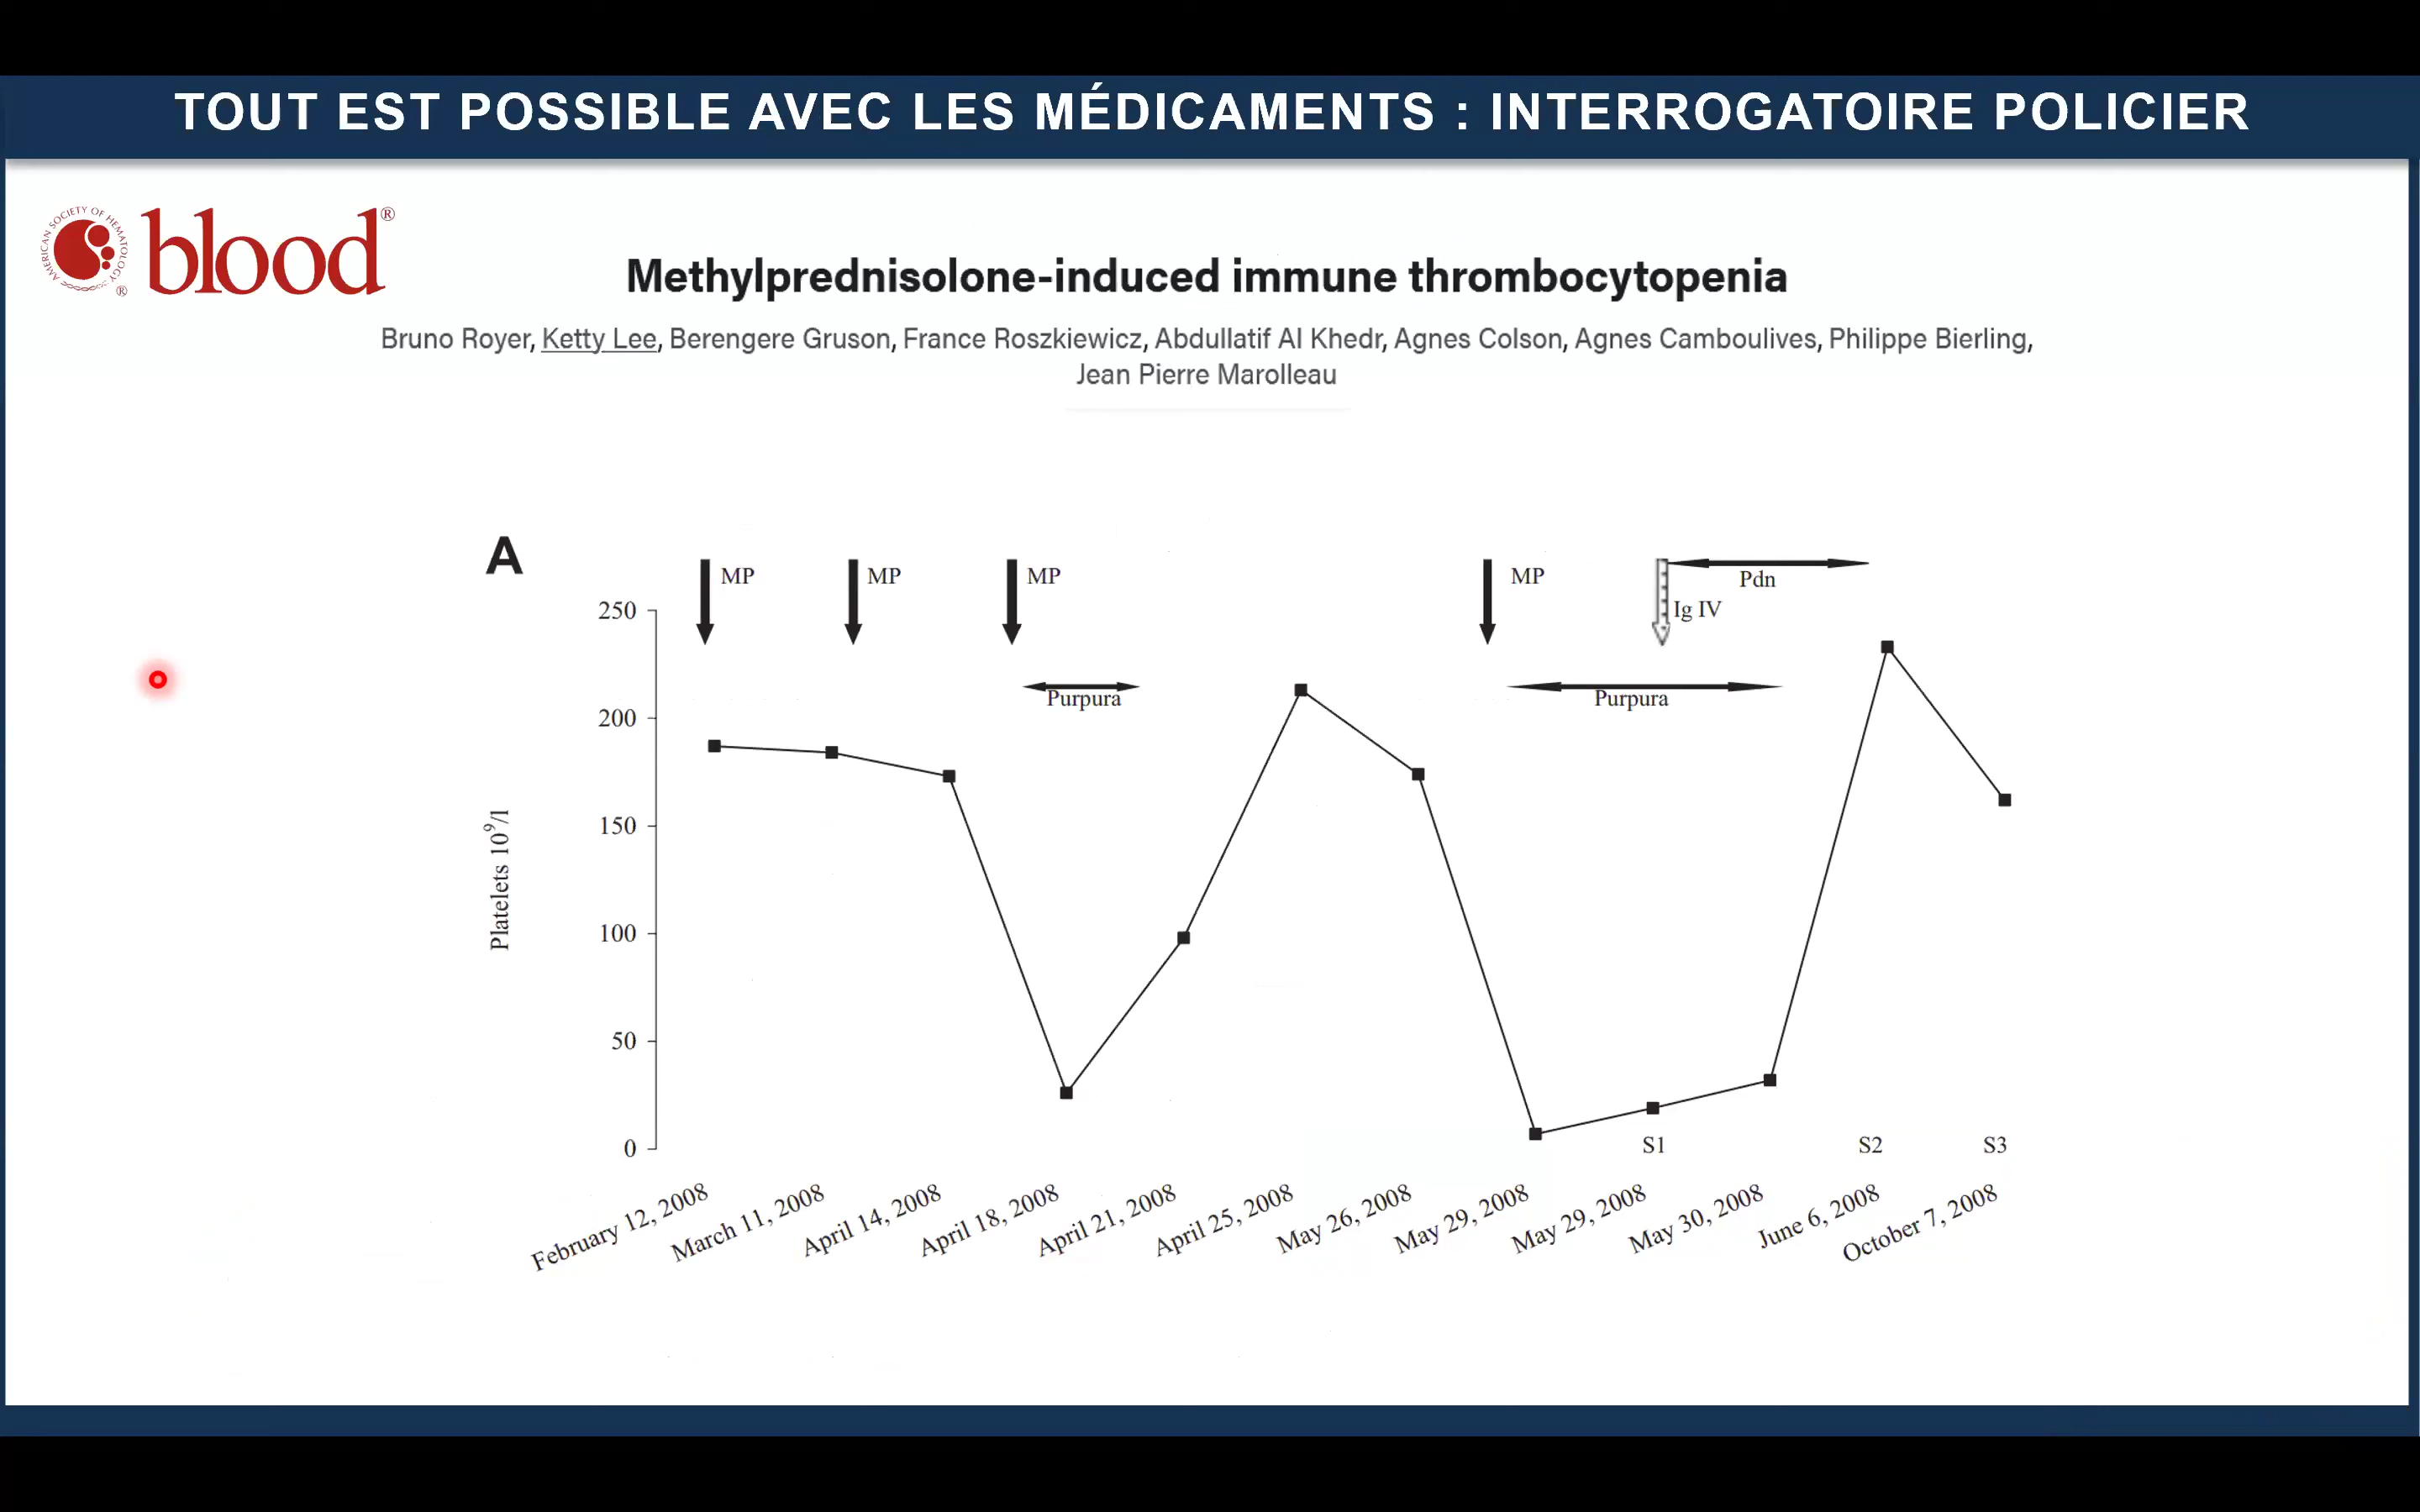 TOUT EST POSSIBLE AVEC LES MÉDICAMENTS : INTERROGATOIRE POLICIER
AMERICAN SOCIETY OF HEMATOLOGY
®
blood®
Methylprednisolone-induced immune thrombocytopenia
Bruno Royer, Ketty Lee, Berengere Gruson, France Roszkiewicz, Abdullatif Al Khedr, Agnes Colson, Agnes Camboulives, Philippe Bierling,
Jean Pierre Marolleau
A
MP
MP
MP
MP
Pdn
Ig IV
Purpura
Purpura
Platelets 10⁹/l
250
200
150
100
50
0
S1
S2
S3
February 12, 2008
March 11, 2008
April 14, 2008
April 18, 2008
April 21, 2008
April 25, 2008
May 26, 2008
May 29, 2008
May 29, 2008
May 30, 2008
June 6, 2008
October 7, 2008